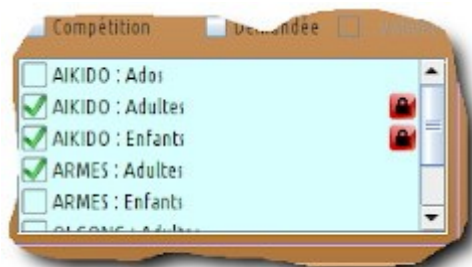 Compétition Demandée
AIKIDO : Ados
AIKIDO : Adultes
AIKIDO : Enfants
ARMES : Adultes
ARMES : Enfants